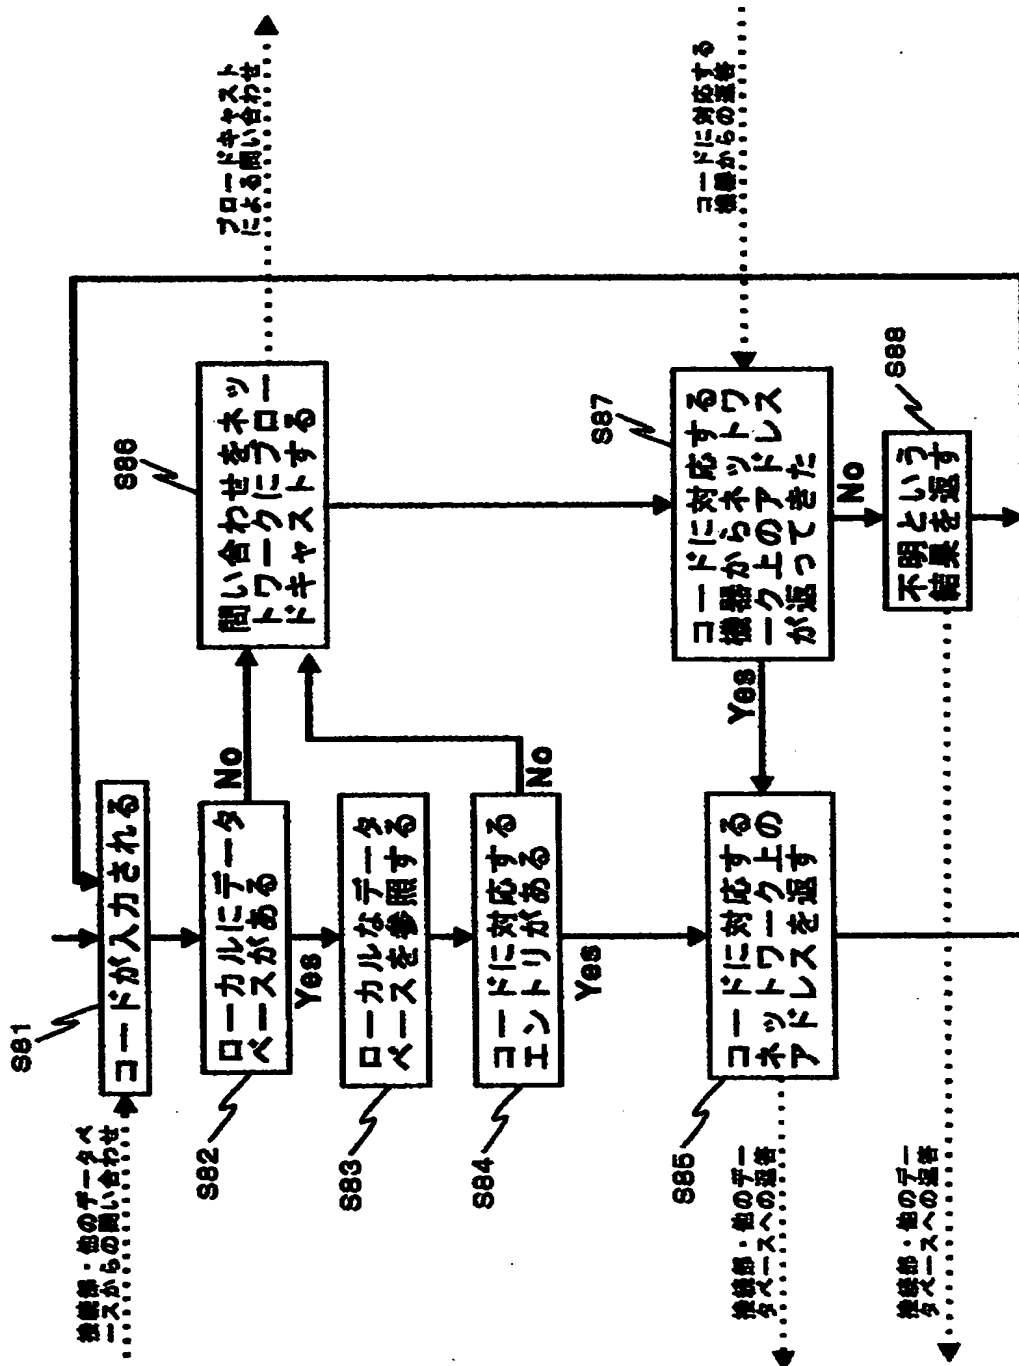 S81
コードが入力される
接続部・他のデータベ
ースからの問い合わせ
S82
ローカルにデータ
ベースがある
No
Yes
S83
ローカルなデータ
ベースを参照する
S84
コードに対応する
エントリがある
No
Yes
S85
コードに対応する
ネットワーク上の
アドレスを返す
接続部・他のデー
タベースへの返答
S86
問い合わせをネッ
トワークにブロー
ドキャストする
ブロードキャスト
による問い合わせ
S87
コードに対応する
機器からネットワ
ーク上のアドレス
が返ってきた
Yes
No
コードに対応する
機器からの返答
S88
不明という
結果を返す
接続部・他のデー
タベースへの返答